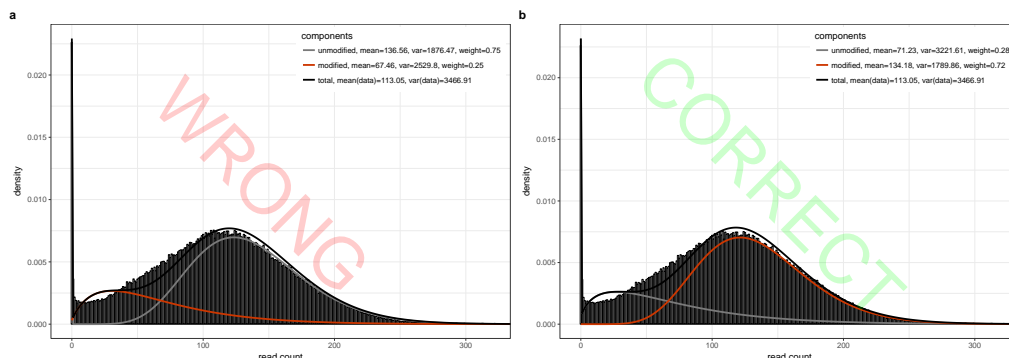 a
components
unmodified, mean=136.56, var=1876.47, weight=0.75
modified, mean=67.46, var=2529.8, weight=0.25
total, mean(data)=113.05, var(data)=3466.91
WRONG
density
0.020
0.015
0.010
0.005
0.000
0
100
200
300
read count
b
components
unmodified, mean=71.23, var=3221.61, weight=0.28
modified, mean=134.18, var=1789.86, weight=0.72
total, mean(data)=113.05, var(data)=3466.91
CORRECT
density
0.020
0.015
0.010
0.005
0.000
0
100
200
300
read count